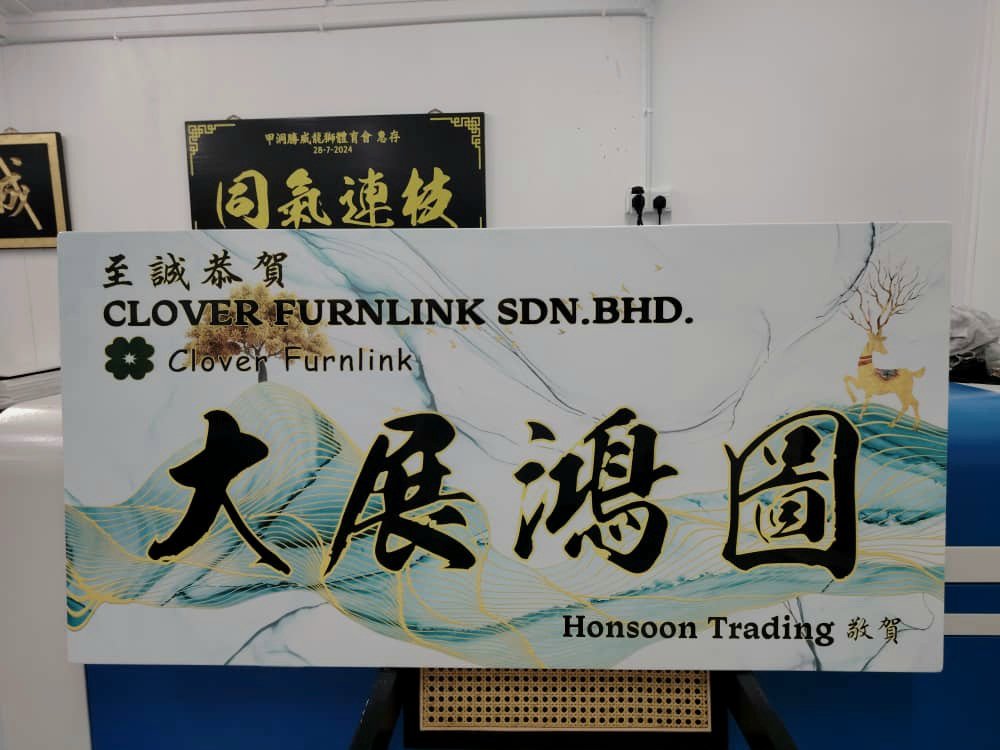 誠
甲洞勝威龍獅體育會 惠存
28-7-2024
同氣連枝
至誠恭賀
CLOVER FURNLINK SDN.BHD.
Clover Furnlink
大展鴻圖
Honsoon Trading 敬賀